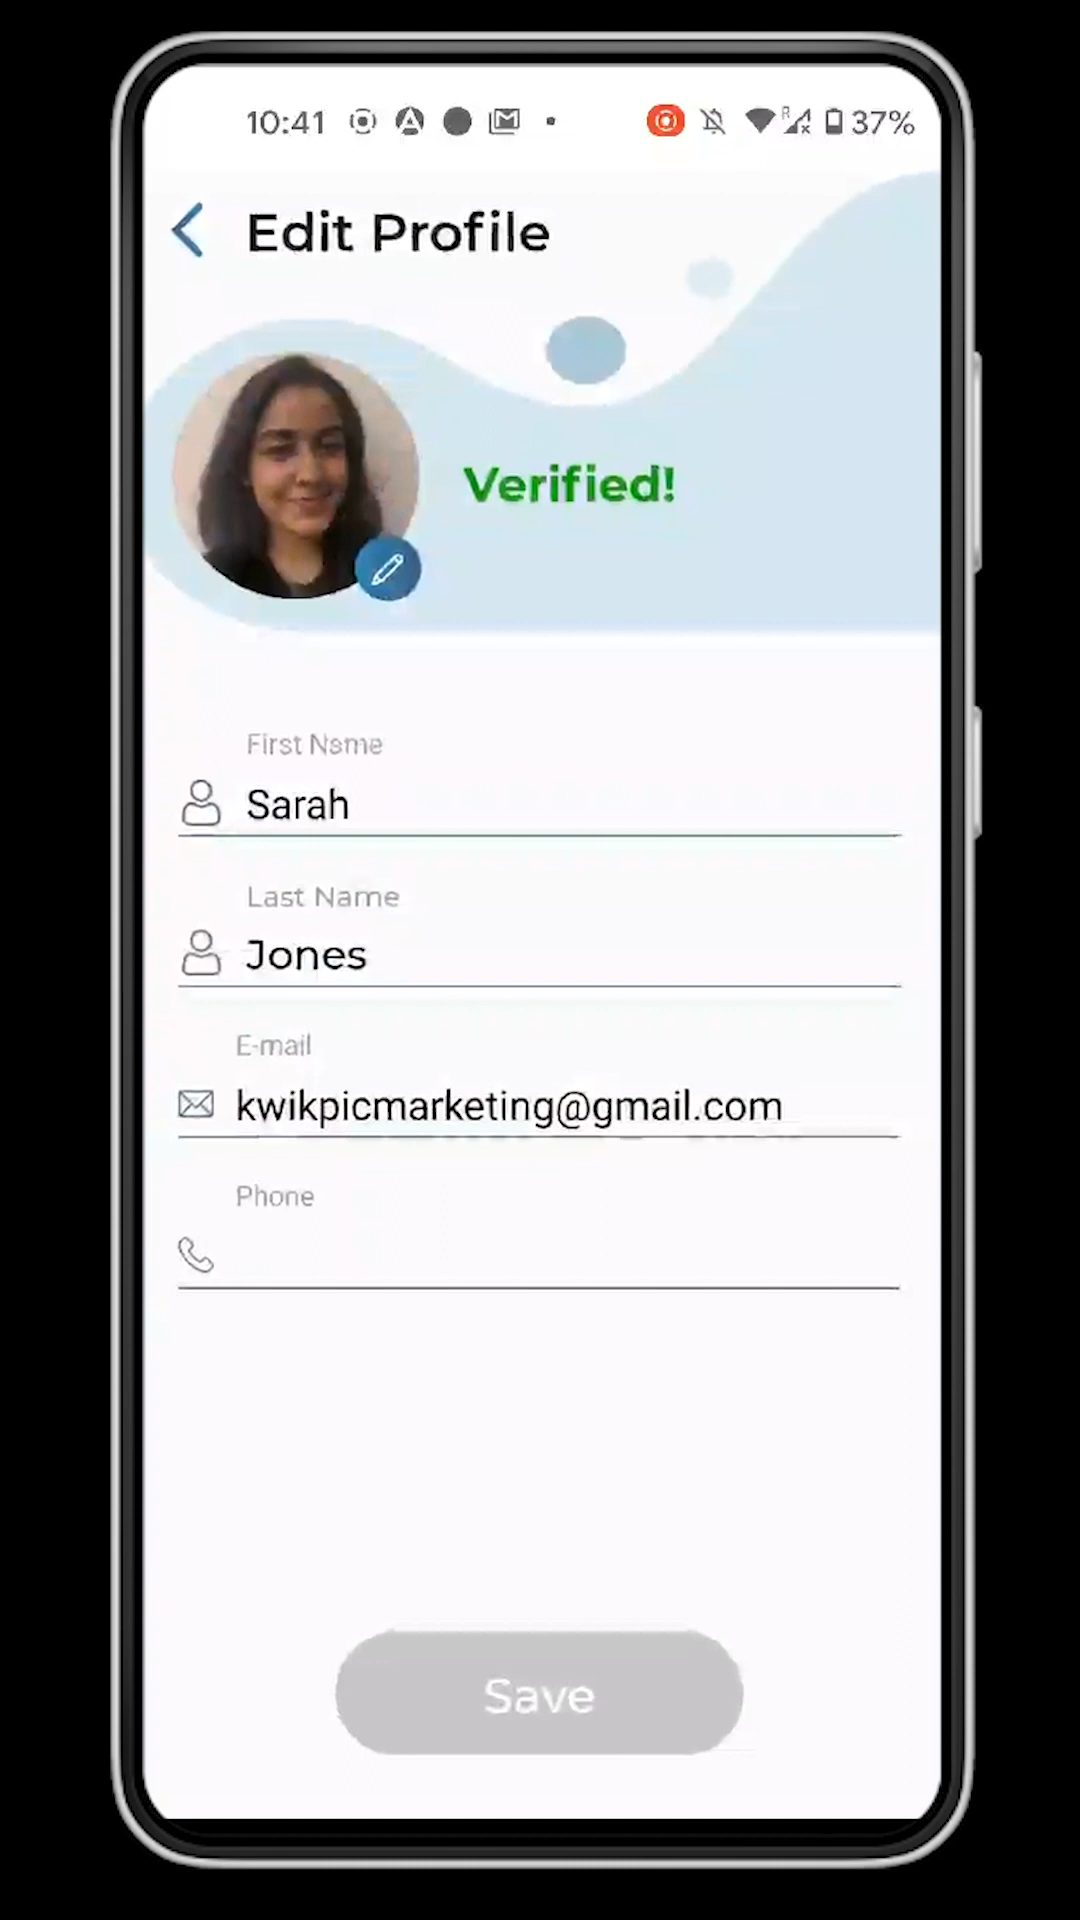 10:41 R 37%
Edit Profile
Verified!
First Name
Sarah
Last Name
Jones
E-mail
kwikpicmarketing@gmail.com
Phone
Save